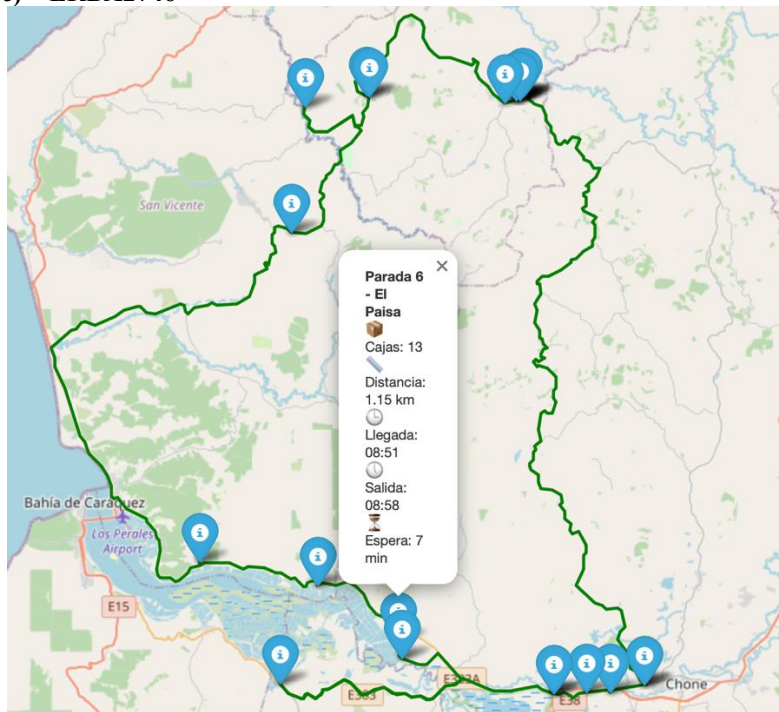 San Vicente
×
Parada 6
- El
Paisa
Cajas: 13
Distancia:
1.15 km
Llegada:
08:51
Salida:
08:58
Espera: 7
min
Bahía de Caráquez
Los Perales
Airport
E15
E383
E38
Chone